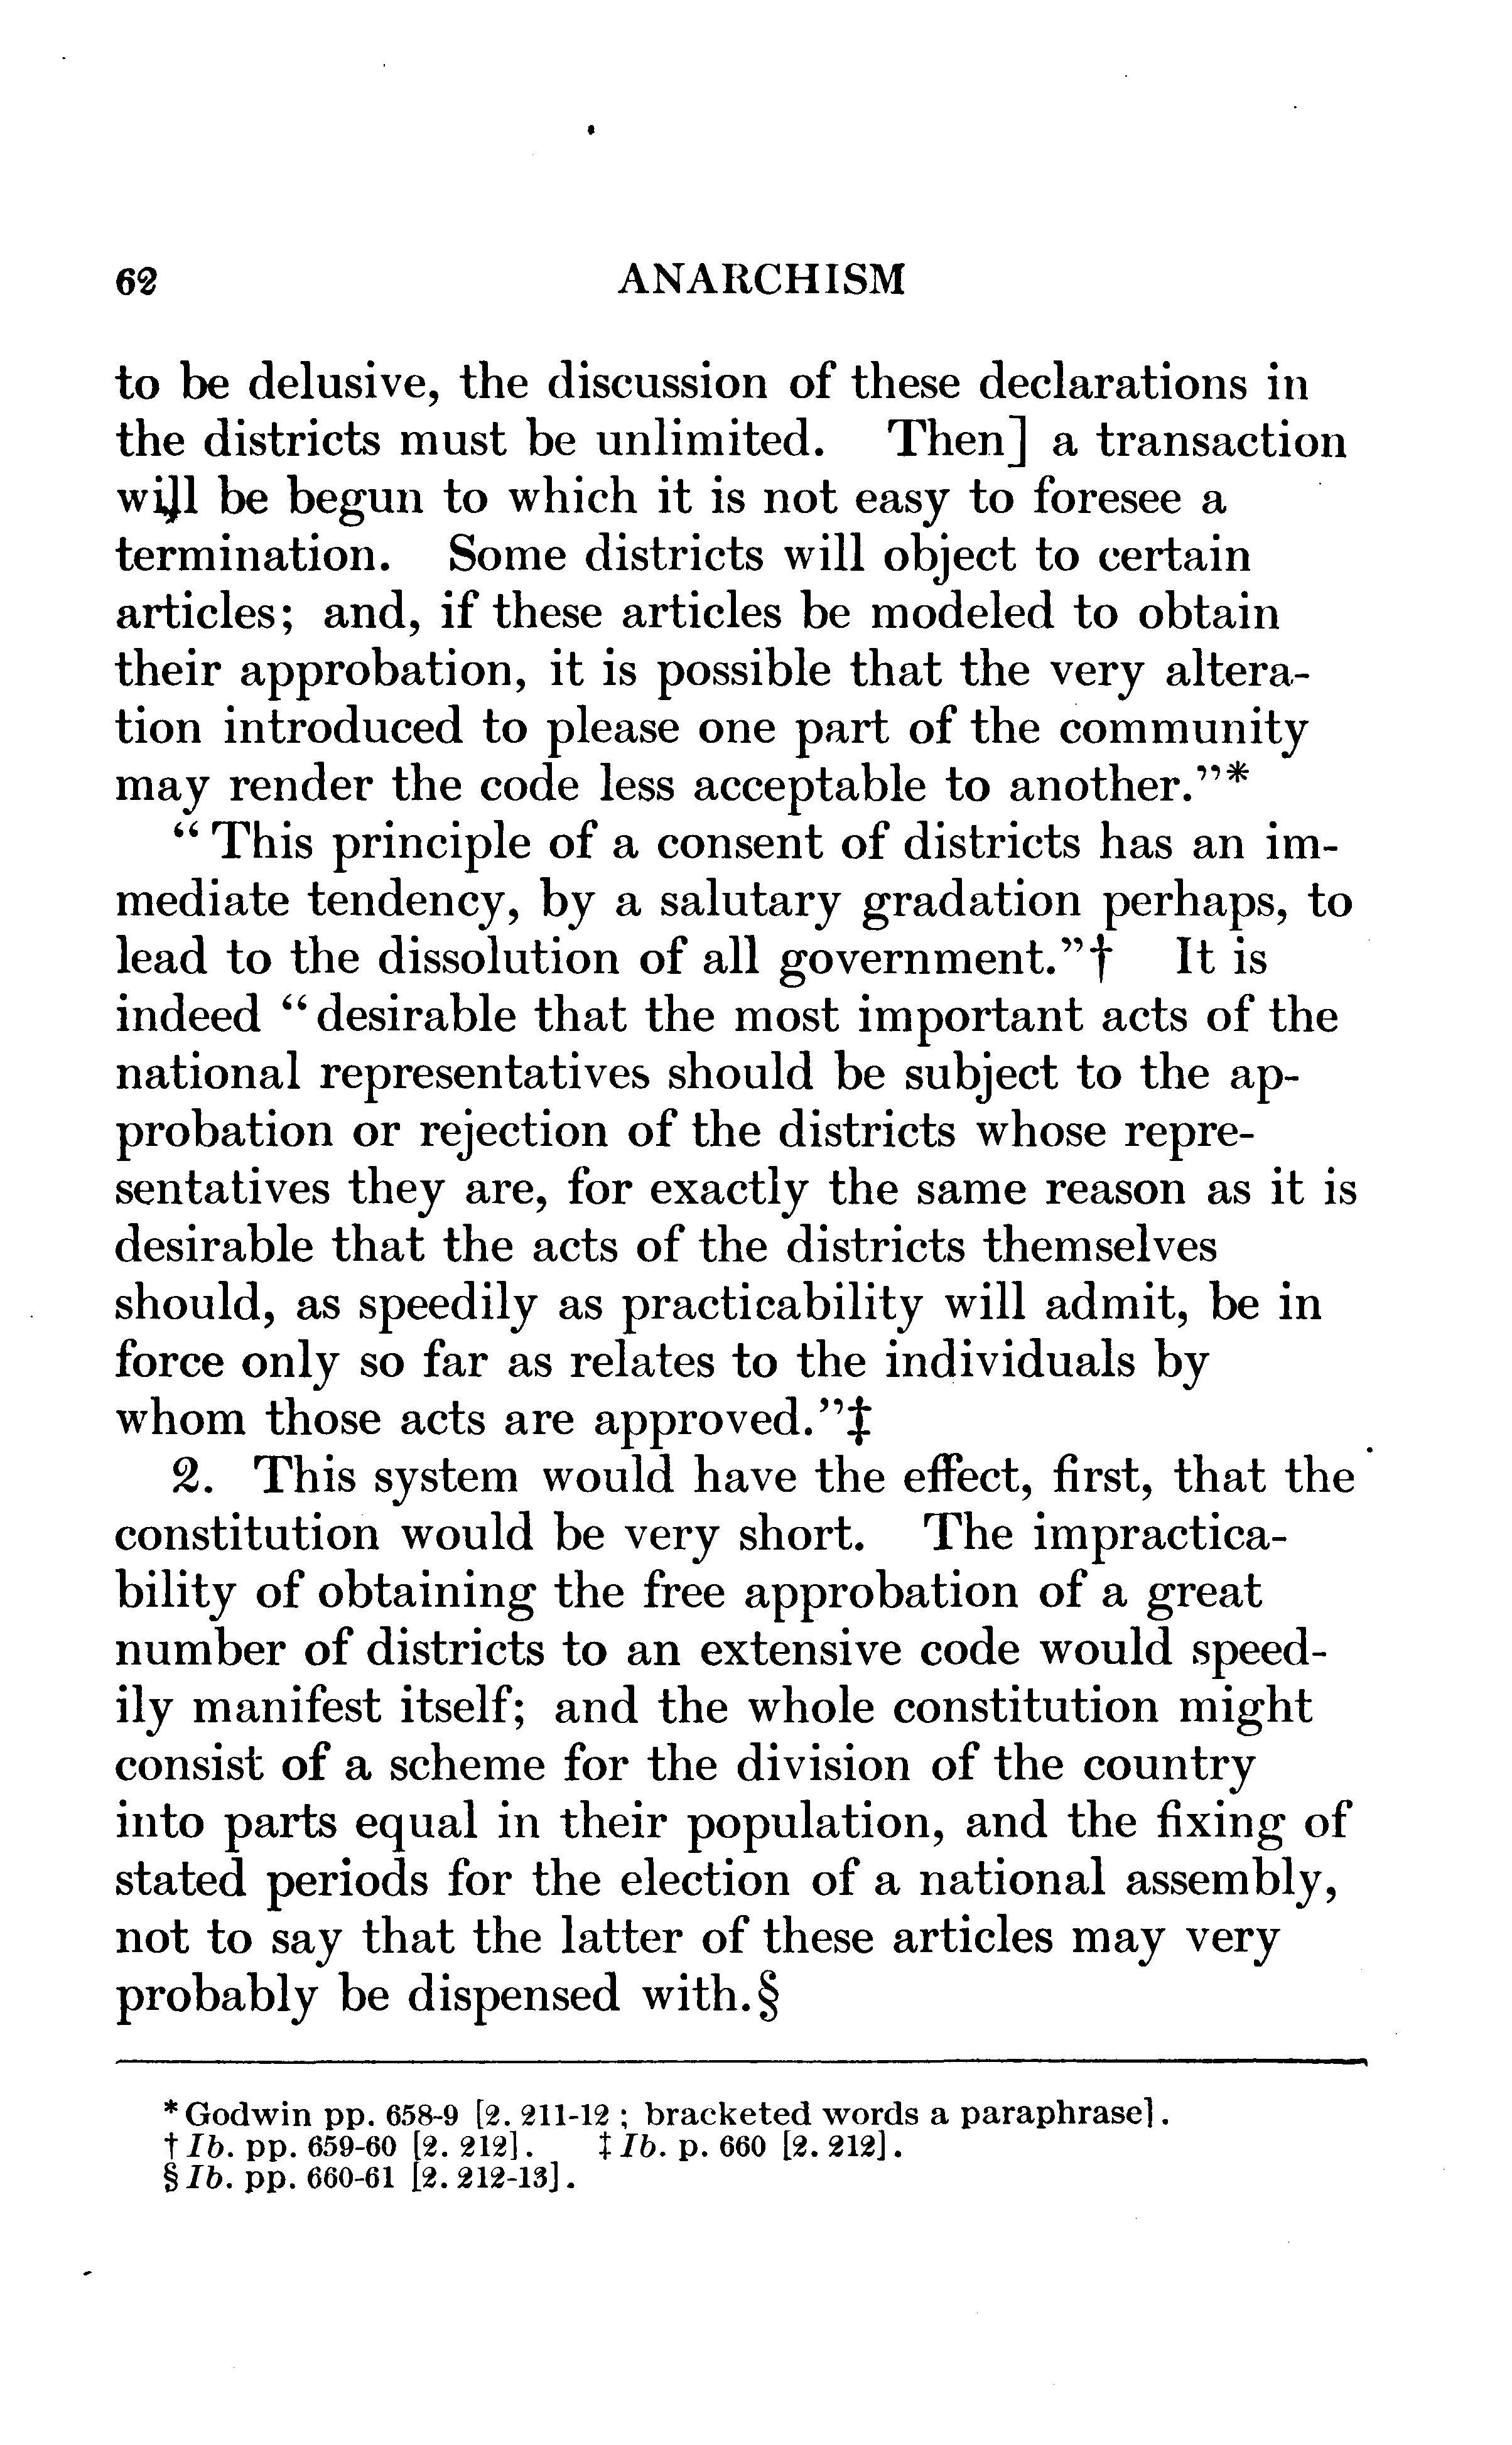 62 ANARCHISM
to be delusive, the discussion of these declarations in
the districts must be unlimited. Then] a transaction
will be begun to which it is not easy to foresee a
termination. Some districts will object to certain
articles; and, if these articles be modeled to obtain
their approbation, it is possible that the very altera-
tion introduced to please one part of the community
may render the code less acceptable to another."*
"This principle of a consent of districts has an im-
mediate tendency, by a salutary gradation perhaps, to
lead to the dissolution of all government."† It is
indeed "desirable that the most important acts of the
national representatives should be subject to the ap-
probation or rejection of the districts whose repre-
sentatives they are, for exactly the same reason as it is
desirable that the acts of the districts themselves
should, as speedily as practicability will admit, be in
force only so far as relates to the individuals by
whom those acts are approved."‡
2. This system would have the effect, first, that the
constitution would be very short. The impractica-
bility of obtaining the free approbation of a great
number of districts to an extensive code would speed-
ily manifest itself; and the whole constitution might
consist of a scheme for the division of the country
into parts equal in their population, and the fixing of
stated periods for the election of a national assembly,
not to say that the latter of these articles may very
probably be dispensed with.§
* Godwin pp. 658-9 [2. 211-12 ; bracketed words a paraphrase].
† Ib. pp. 659-60 [2. 212]. ‡ Ib. p. 660 [2. 212].
§ Ib. pp. 660-61 [2. 212-13].